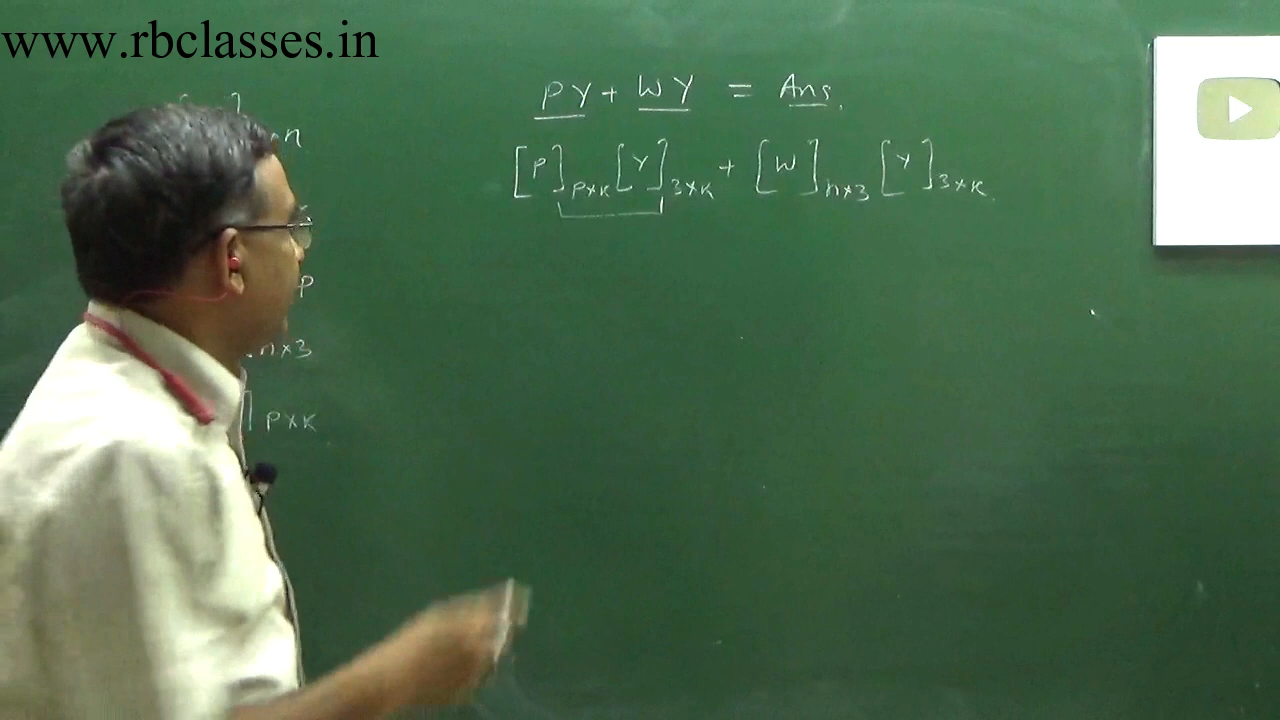 www.rbclasses.in
PY + WY = Ans.
[P]p×k [Y]3×k + [W]n×3 [Y]3×k
n
p
n×3
] p×k